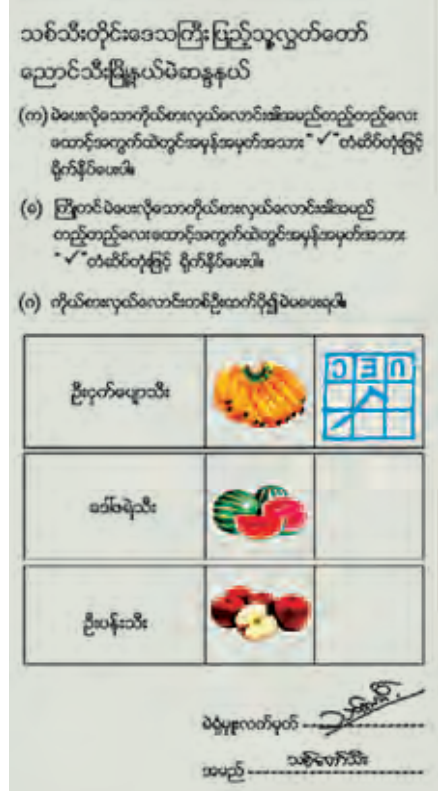 သစ်သီးတိုင်းဒေသကြီးပြည့်သူ့လွှတ်တော်
ညောင်သီးမြို့နယ်မဲဆန္ဒနယ်
(က) မဲပေးလိုသောကိုယ်စားလှယ်လောင်း၏အမည်တည့်တည့်လေး
ထောင့်အကွက်ထဲတွင်အမှန်အမှတ်အသား "✓" တံဆိပ်တုံးဖြင့်
ရိုက်နှိပ်ပေးပါ။
(ခ) ကြိုတင်မဲပေးလိုသောကိုယ်စားလှယ်လောင်း၏အမည်
တည့်တည့်လေးထောင့်အကွက်ထဲတွင်အမှန်အမှတ်အသား
"✓" တံဆိပ်တုံးဖြင့် ရိုက်နှိပ်ပေးပါ။
(ဂ) ကိုယ်စားလှယ်လောင်းတစ်ဦးထက်ပို၍မဲမပေးရပါ။
ဦးငှက်ပျောသီး
ဒေါ်ဖရဲသီး
ဦးပန်းသီး
မဲရုံမှူးလက်မှတ်
အမည် သစ်တော်သီး